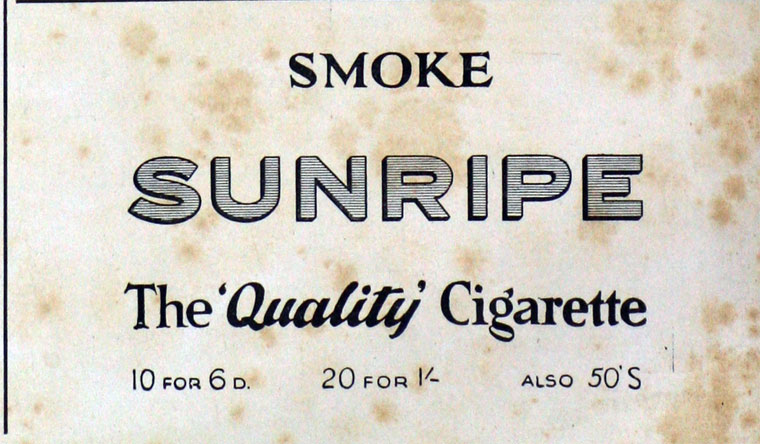 SMOKE
SUNRIPE
The 'Quality' Cigarette
10 FOR 6 D. 20 FOR 1/- ALSO 50'S